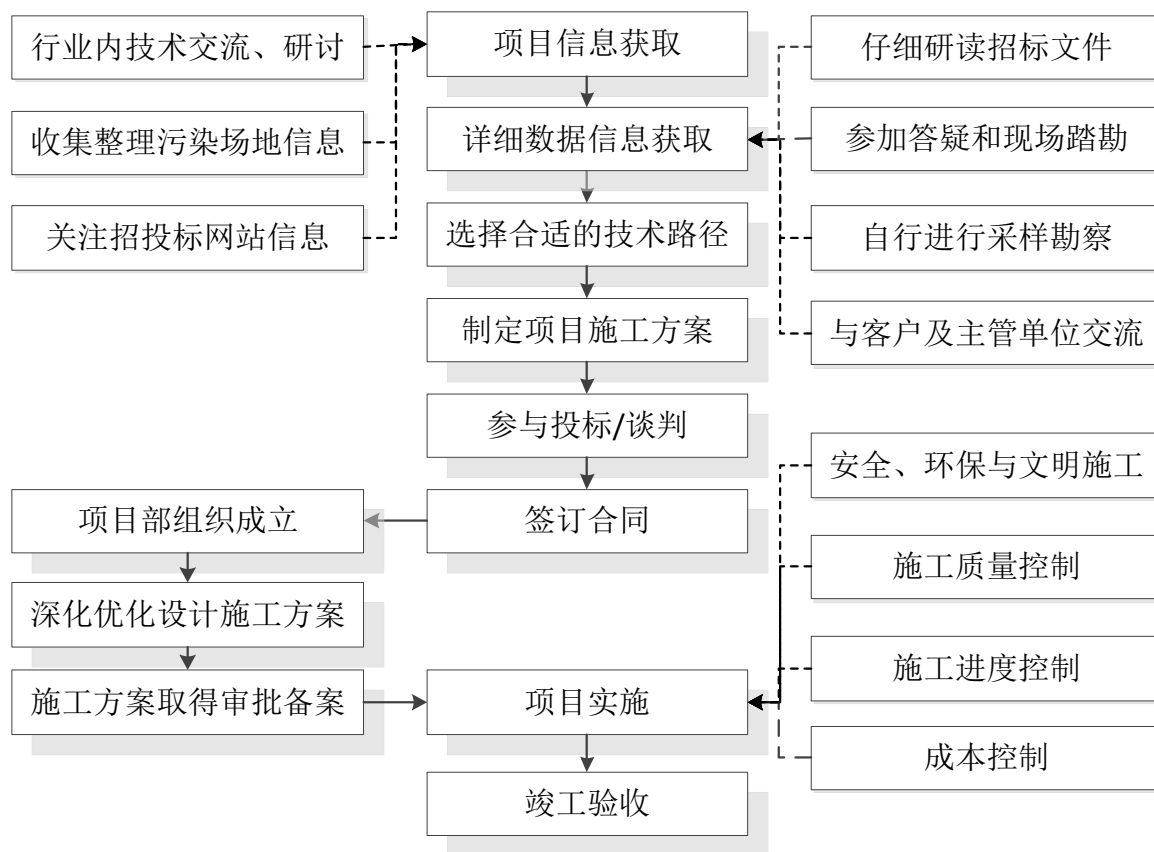 行业内技术交流、研讨
项目信息获取
仔细研读招标文件
收集整理污染场地信息
详细数据信息获取
参加答疑和现场踏勘
关注招投标网站信息
选择合适的技术路径
自行进行采样勘察
制定项目施工方案
与客户及主管单位交流
参与投标/谈判
安全、环保与文明施工
项目部组织成立
签订合同
施工质量控制
深化优化设计施工方案
施工进度控制
施工方案取得审批备案
项目实施
成本控制
竣工验收